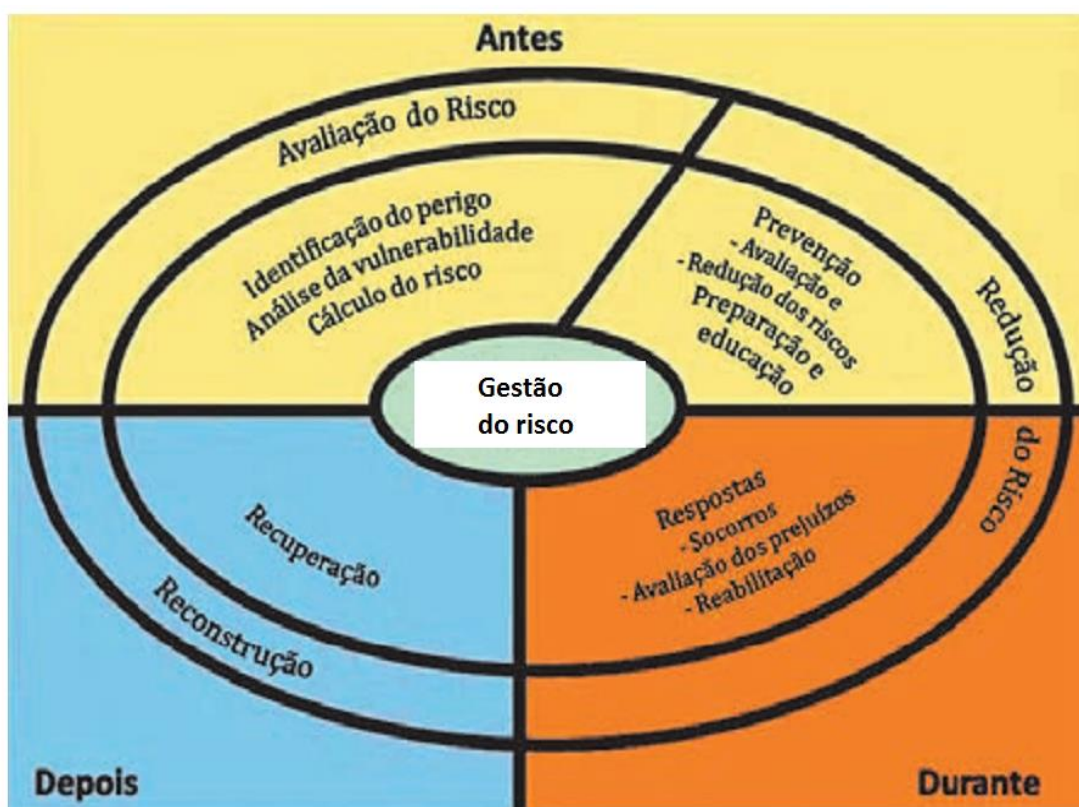 Antes
Avaliação do Risco
Identificação do perigo
Análise da vulnerabilidade
Cálculo do risco
Prevenção
- Avaliação e
- Redução dos riscos
Preparação e
educação
Redução
do Risco
Gestão
do risco
Respostas
- Socorros
- Avaliação dos prejuízos
- Reabilitação
Recuperação
Reconstrução
Depois
Durante